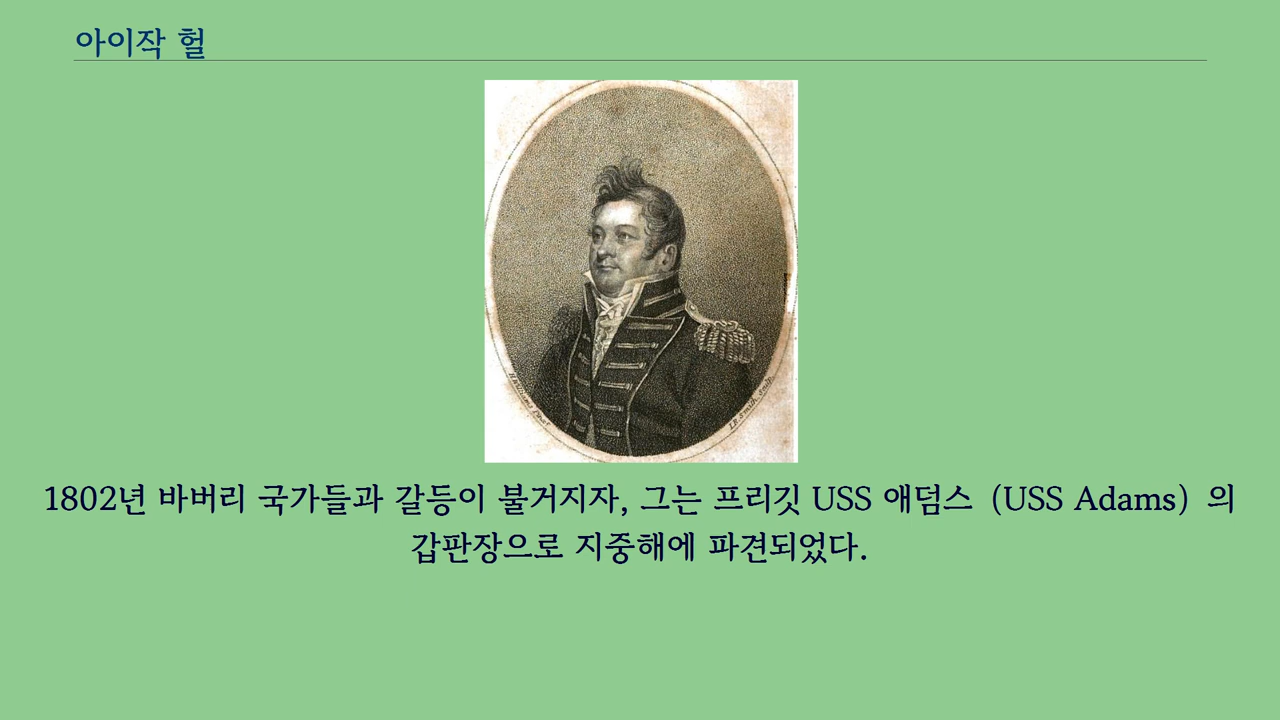 아이작 헐
1802년 바버리 국가들과 갈등이 불거지자, 그는 프리깃 USS 애덤스 (USS Adams) 의
갑판장으로 지중해에 파견되었다.